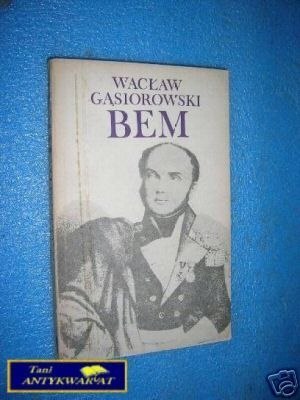 WACŁAW
GĄSIOROWSKI
BEM
Tani
ANTYKWARIAT